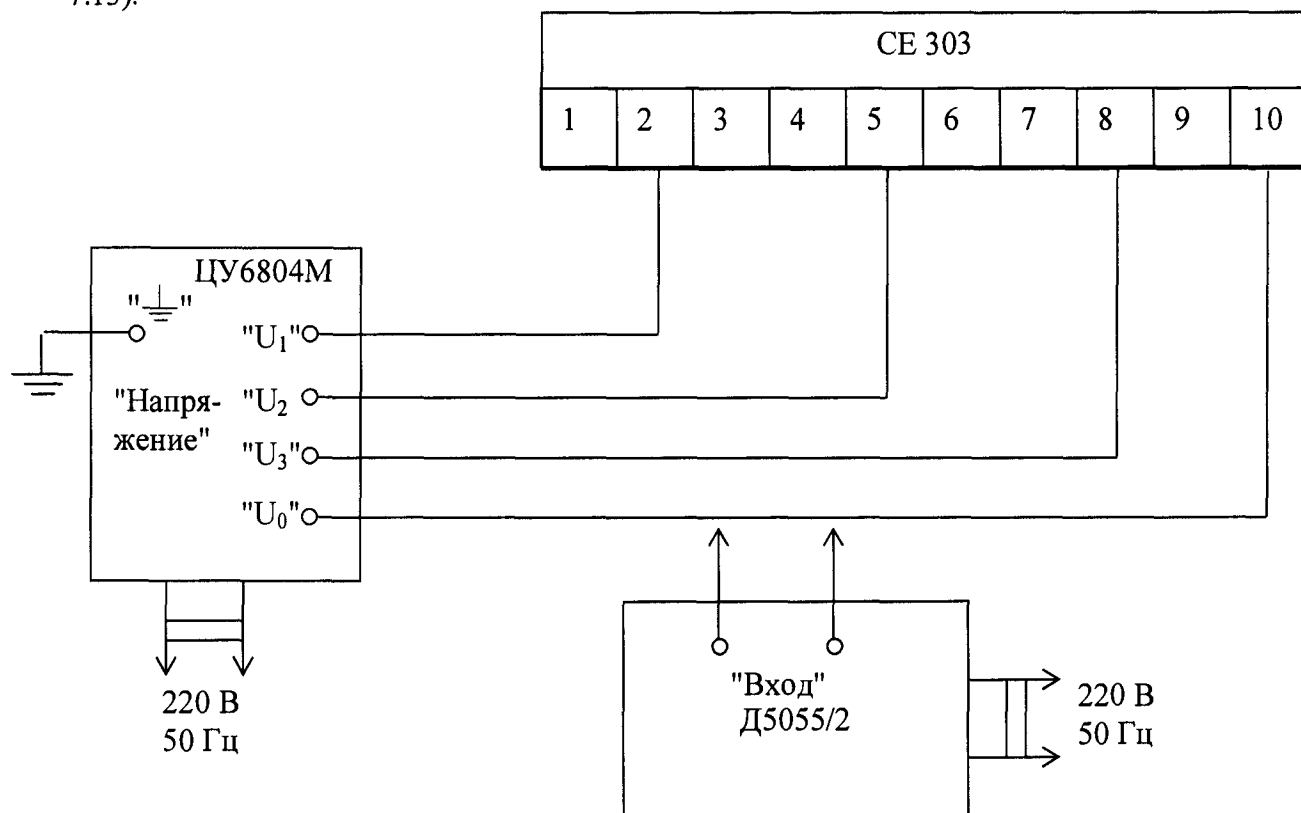 7.15).
СЕ 303
1 2 3 4 5 6 7 8 9 10
ЦУ6804М
"⏚"
"U₁"
"Напря-
жение"
"U₂
"U₃"
"U₀"
220 В
50 Гц
"Вход"
Д5055/2
220 В
50 Гц